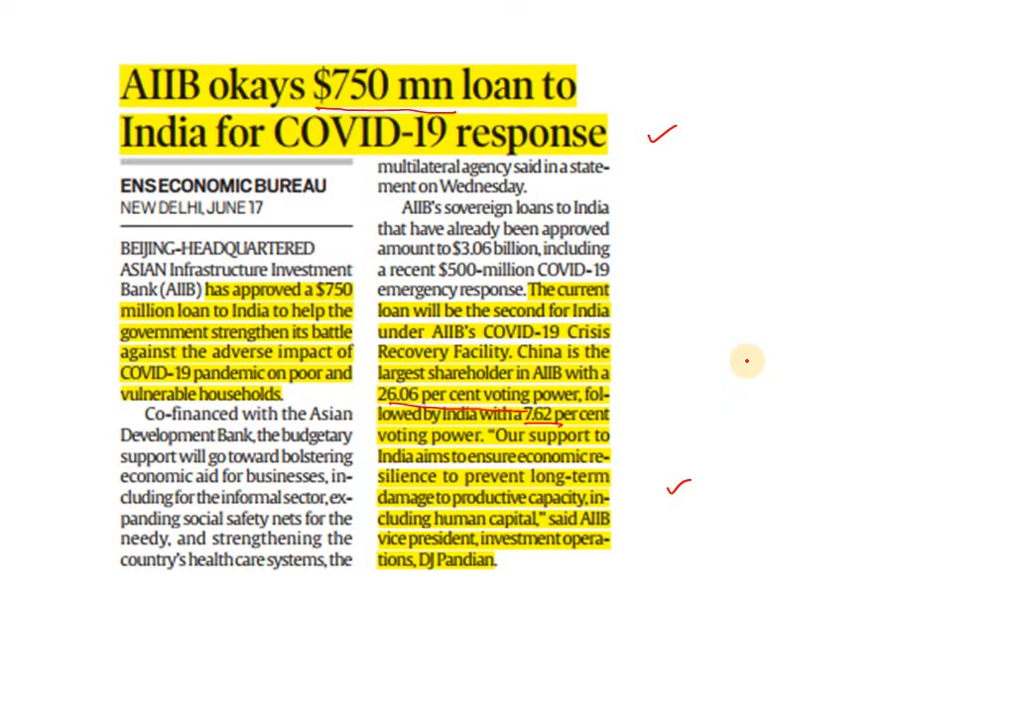 AIIB okays $750 mn loan to
India for COVID-19 response
ENS ECONOMIC BUREAU
NEW DELHI, JUNE 17
BEIJING-HEADQUARTERED
ASIAN Infrastructure Investment
Bank (AIIB) has approved a $750
million loan to India to help the
government strengthen its battle
against the adverse impact of
COVID-19 pandemic on poor and
vulnerable households.
Co-financed with the Asian
Development Bank, the budgetary
support will go toward bolstering
economic aid for businesses, in-
cluding for the informal sector, ex-
panding social safety nets for the
needy, and strengthening the
country's health care systems, the
multilateral agency said in a state-
ment on Wednesday.
AIIB's sovereign loans to India
that have already been approved
amount to $3.06 billion, including
a recent $500-million COVID-19
emergency response. The current
loan will be the second for India
under AIIB's COVID-19 Crisis
Recovery Facility. China is the
largest shareholder in AIIB with a
26.06 per cent voting power, fol-
lowed by India with a 7.62 per cent
voting power. "Our support to
India aims to ensure economic re-
silience to prevent long-term
damage to productive capacity, in-
cluding human capital," said AIIB
vice president, investment opera-
tions, DJ Pandian.